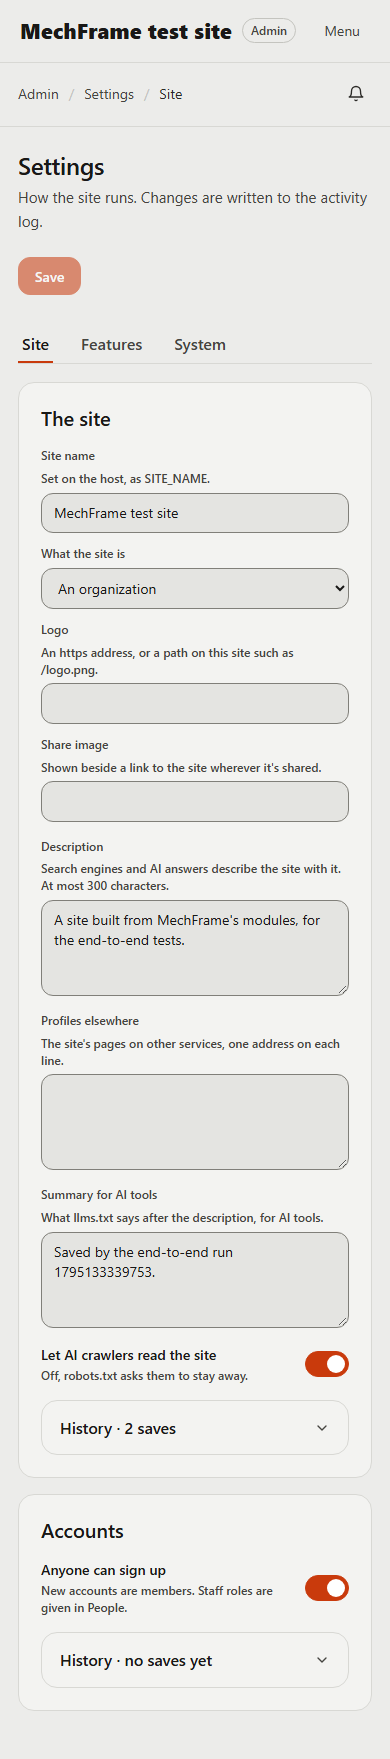 MechFrame test site
Admin
Menu
Admin / Settings / Site
Settings
How the site runs. Changes are written to the activity
log.
Save
Site
Features
System
The site
Site name
Set on the host, as SITE_NAME.
MechFrame test site
What the site is
An organization
Logo
An https address, or a path on this site such as
/logo.png.
Share image
Shown beside a link to the site wherever it's shared.
Description
Search engines and AI answers describe the site with it.
At most 300 characters.
A site built from MechFrame's modules, for
the end-to-end tests.
Profiles elsewhere
The site's pages on other services, one address on each
line.
Summary for AI tools
What llms.txt says after the description, for AI tools.
Saved by the end-to-end run
1795133339753.
Let AI crawlers read the site
Off, robots.txt asks them to stay away.
History · 2 saves
Accounts
Anyone can sign up
New accounts are members. Staff roles are
given in People.
History · no saves yet